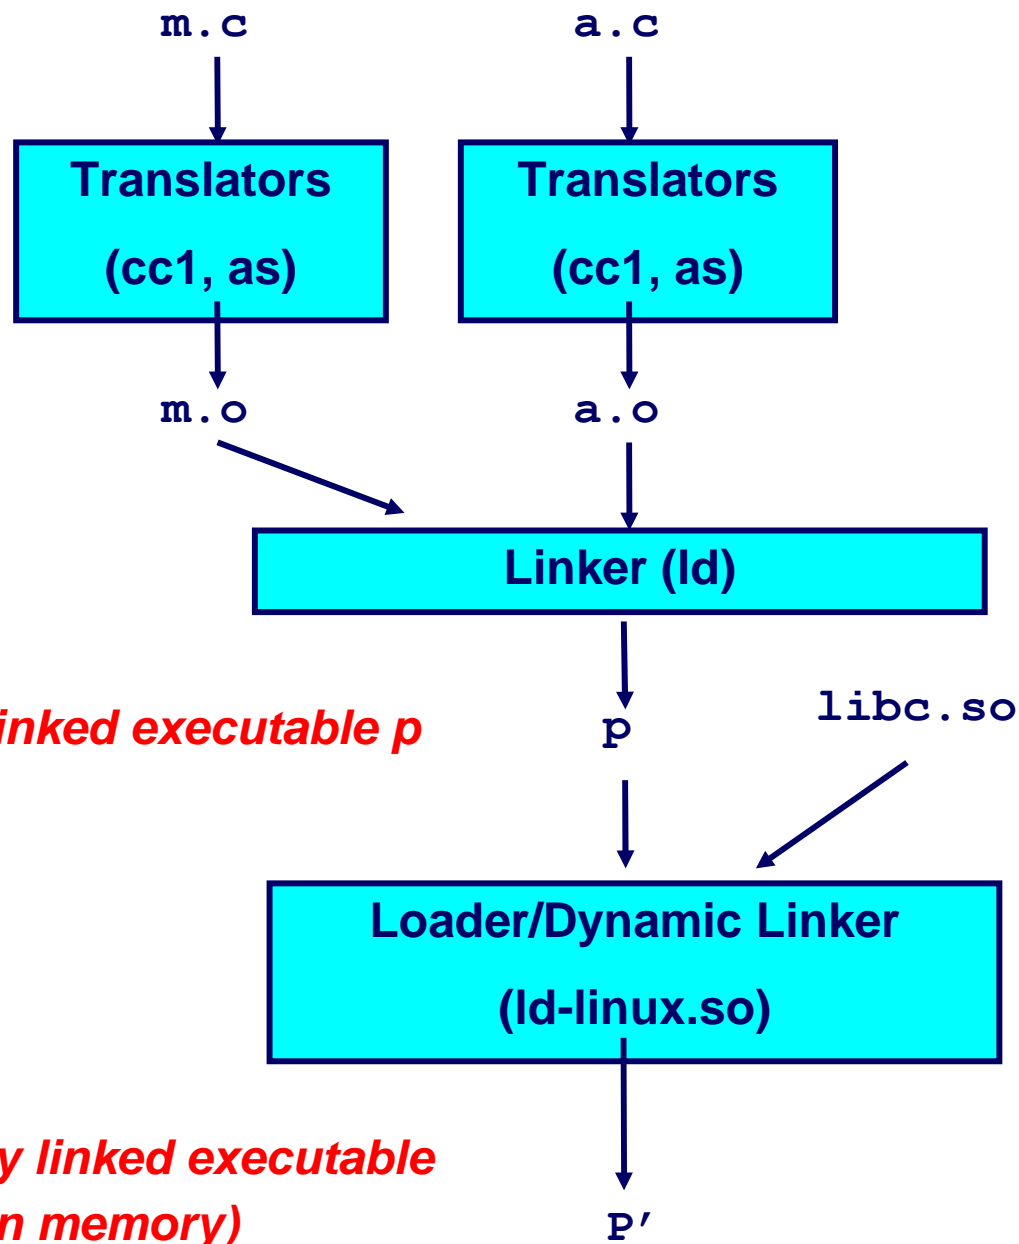 m.c a.c
Translators Translators
(cc1, as) (cc1, as)
m.o a.o
Linker (ld)
libc.so
inked executable p p
Loader/Dynamic Linker
(ld-linux.so)
y linked executable
n memory) P′